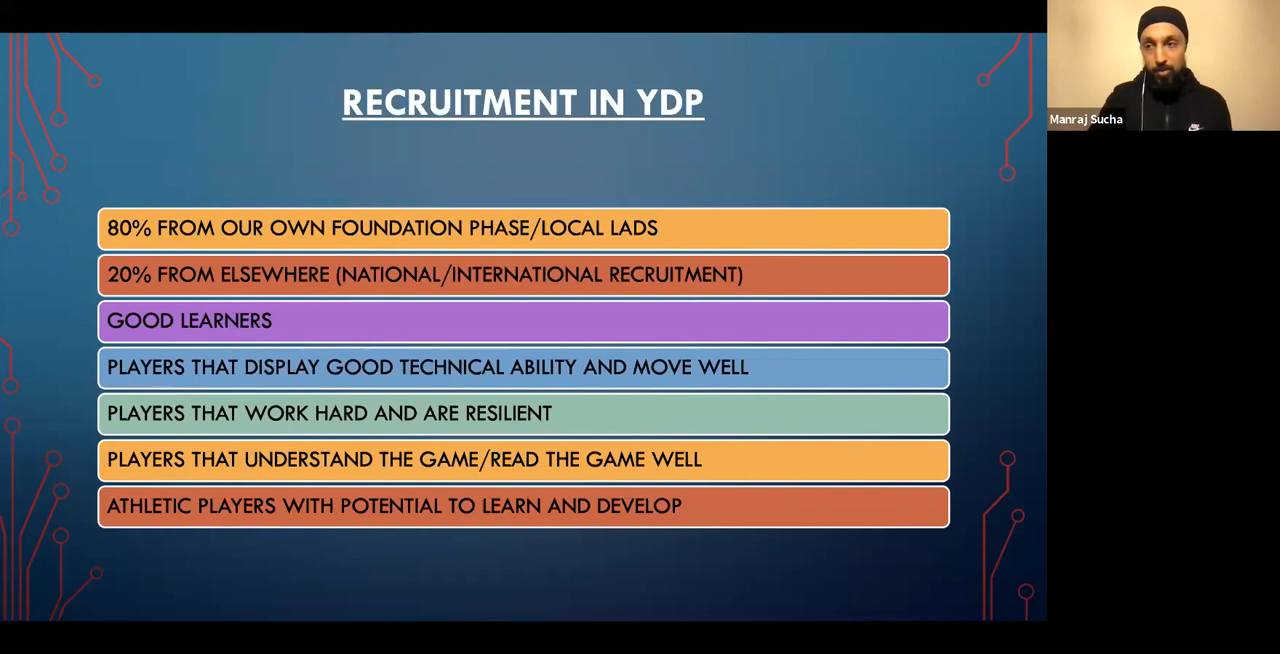 RECRUITMENT IN YDP
Manraj Sucha
80% FROM OUR OWN FOUNDATION PHASE/LOCAL LADS
20% FROM ELSEWHERE (NATIONAL/INTERNATIONAL RECRUITMENT)
GOOD LEARNERS
PLAYERS THAT DISPLAY GOOD TECHNICAL ABILITY AND MOVE WELL
PLAYERS THAT WORK HARD AND ARE RESILIENT
PLAYERS THAT UNDERSTAND THE GAME/READ THE GAME WELL
ATHLETIC PLAYERS WITH POTENTIAL TO LEARN AND DEVELOP